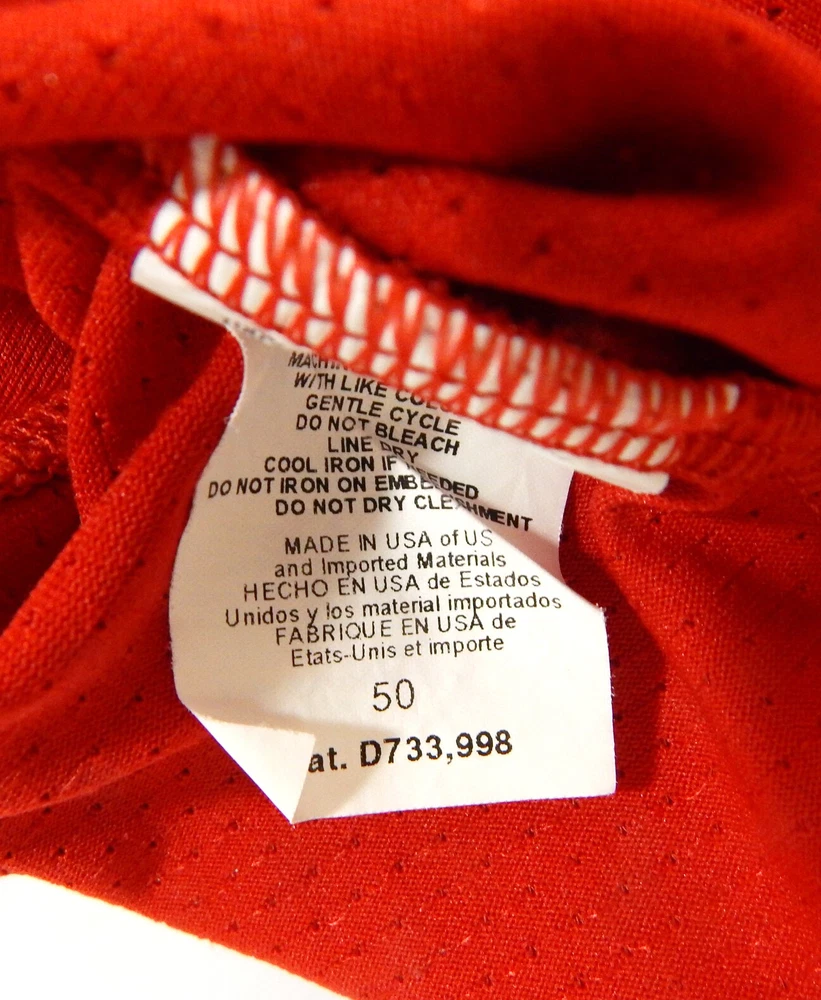 WITH LIKE
GENTLE CYCLE
DO NOT BLEACH
LINE DRY
COOL IRON IF
DO NOT IRON ON
DO NOT DRY
MADE IN USA of US
and Imported Materials
HECHO EN USA de Estados
Unidos y los material importados
FABRIQUE EN USA de
Etats-Unis et importe
50
at. D733,998